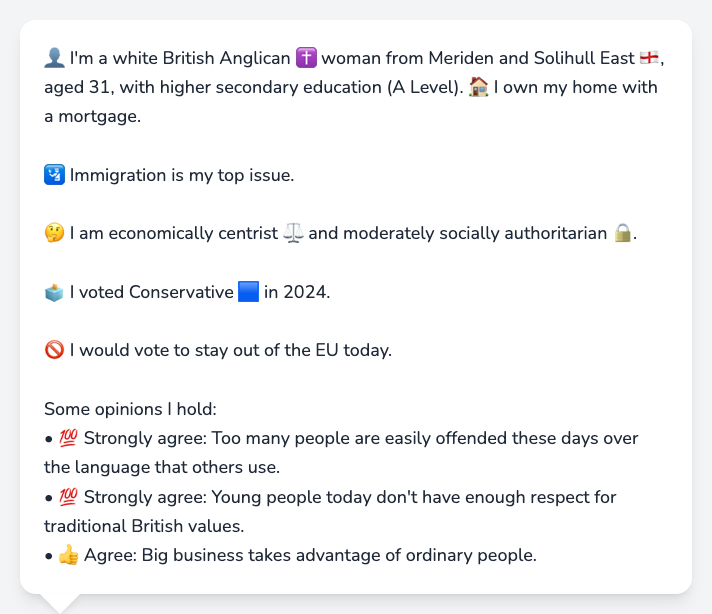 👤 I'm a white British Anglican ✝️ woman from Meriden and Solihull East 🏴󠁧󠁢󠁥󠁮󠁧󠁿,
aged 31, with higher secondary education (A Level). 🏠 I own my home with
a mortgage.
🛂 Immigration is my top issue.
🤔 I am economically centrist ⚖️ and moderately socially authoritarian 🔒.
🗳️ I voted Conservative 🟦 in 2024.
🚫 I would vote to stay out of the EU today.
Some opinions I hold:
• 💯 Strongly agree: Too many people are easily offended these days over
the language that others use.
• 💯 Strongly agree: Young people today don't have enough respect for
traditional British values.
• 👍 Agree: Big business takes advantage of ordinary people.